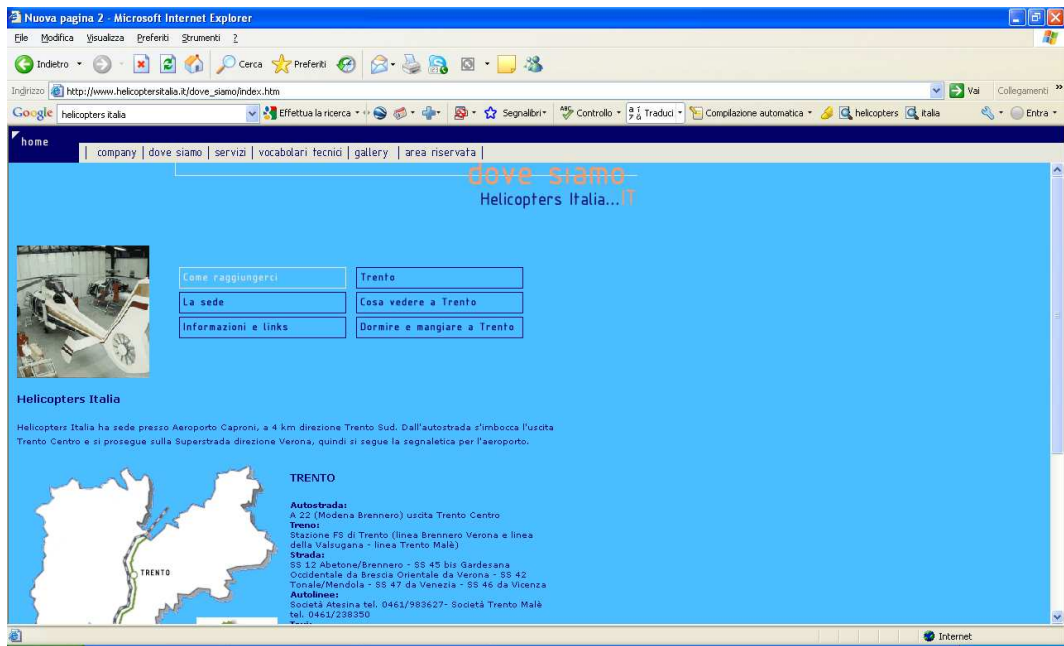 Nuova pagina 2 - Microsoft Internet Explorer
File Modifica Visualizza Preferiti Strumenti ?
Indietro Cerca Preferiti
Indirizzo http://www.helicoptersitalia.it/dove_siamo/index.htm Vai Collegamenti »
Google helicopters italia Effettua la ricerca Segnalibri Controllo Traduci Compilazione automatica helicopters italia Entra
home
| company | dove siamo | servizi | vocabolari tecnici | gallery | area riservata |
dove siamo
Helicopters Italia...IT
Come raggiungerci Trento
La sede Cosa vedere a Trento
Informazioni e links Dormire e mangiare a Trento
Helicopters Italia
Helicopters Italia ha sede presso Aeroporto Caproni, a 4 km direzione Trento Sud. Dall'autostrada s'imbocca l'uscita
Trento Centro e si prosegue sulla Superstrada direzione Verona, quindi si segue la segnaletica per l'aeroporto.
TRENTO
Autostrada:
A 22 (Modena Brennero) uscita Trento Centro
Treno:
Stazione FS di Trento (linea Brennero Verona e linea
della Valsugana - linea Trento Malè)
Strada:
SS 12 Abetone/Brennero - SS 45 bis Gardesana
Occidentale da Brescia Orientale da Verona - SS 42
Tonale/Mendola - SS 47 da Venezia - SS 46 da Vicenza
Autolinee:
Società Atesina tel. 0461/983627- Società Trento Malè
tel. 0461/238350
TRENTO
Internet